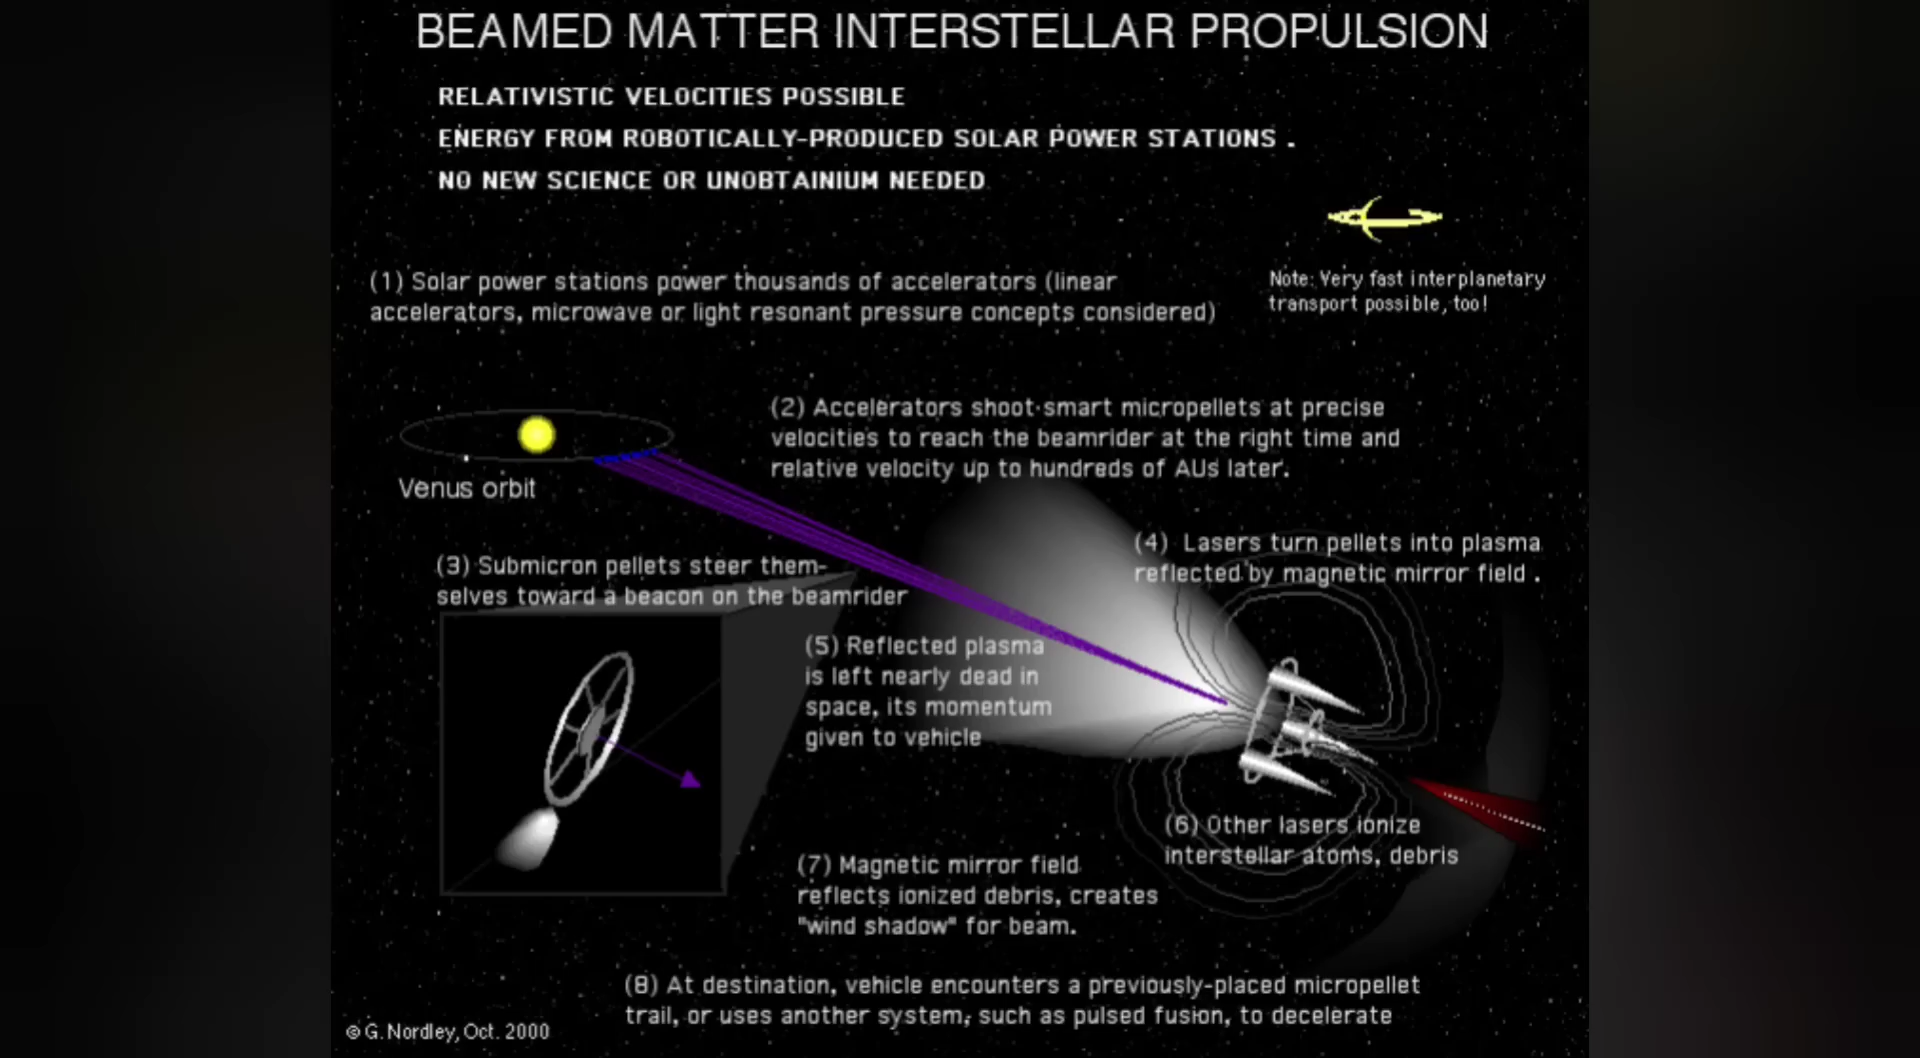 BEAMED MATTER INTERSTELLAR PROPULSION
RELATIVISTIC VELOCITIES POSSIBLE
ENERGY FROM ROBOTICALLY-PRODUCED SOLAR POWER STATIONS .
NO NEW SCIENCE OR UNOBTAINIUM NEEDED
Note: Very fast interplanetary
transport possible, too!
(1) Solar power stations power thousands of accelerators (linear
accelerators, microwave or light resonant pressure concepts considered)
(2) Accelerators shoot smart micropellets at precise
velocities to reach the beamrider at the right time and
relative velocity up to hundreds of AUs later.
Venus orbit
(3) Submicron pellets steer them-
selves toward a beacon on the beamrider
(4) Lasers turn pellets into plasma
reflected by magnetic mirror field .
(5) Reflected plasma
is left nearly dead in
space, its momentum
given to vehicle
(6) Other lasers ionize
interstellar atoms, debris
(7) Magnetic mirror field
reflects ionized debris, creates
"wind shadow" for beam.
(8) At destination, vehicle encounters a previously-placed micropellet
trail, or uses another system, such as pulsed fusion, to decelerate
© G. Nordley, Oct. 2000